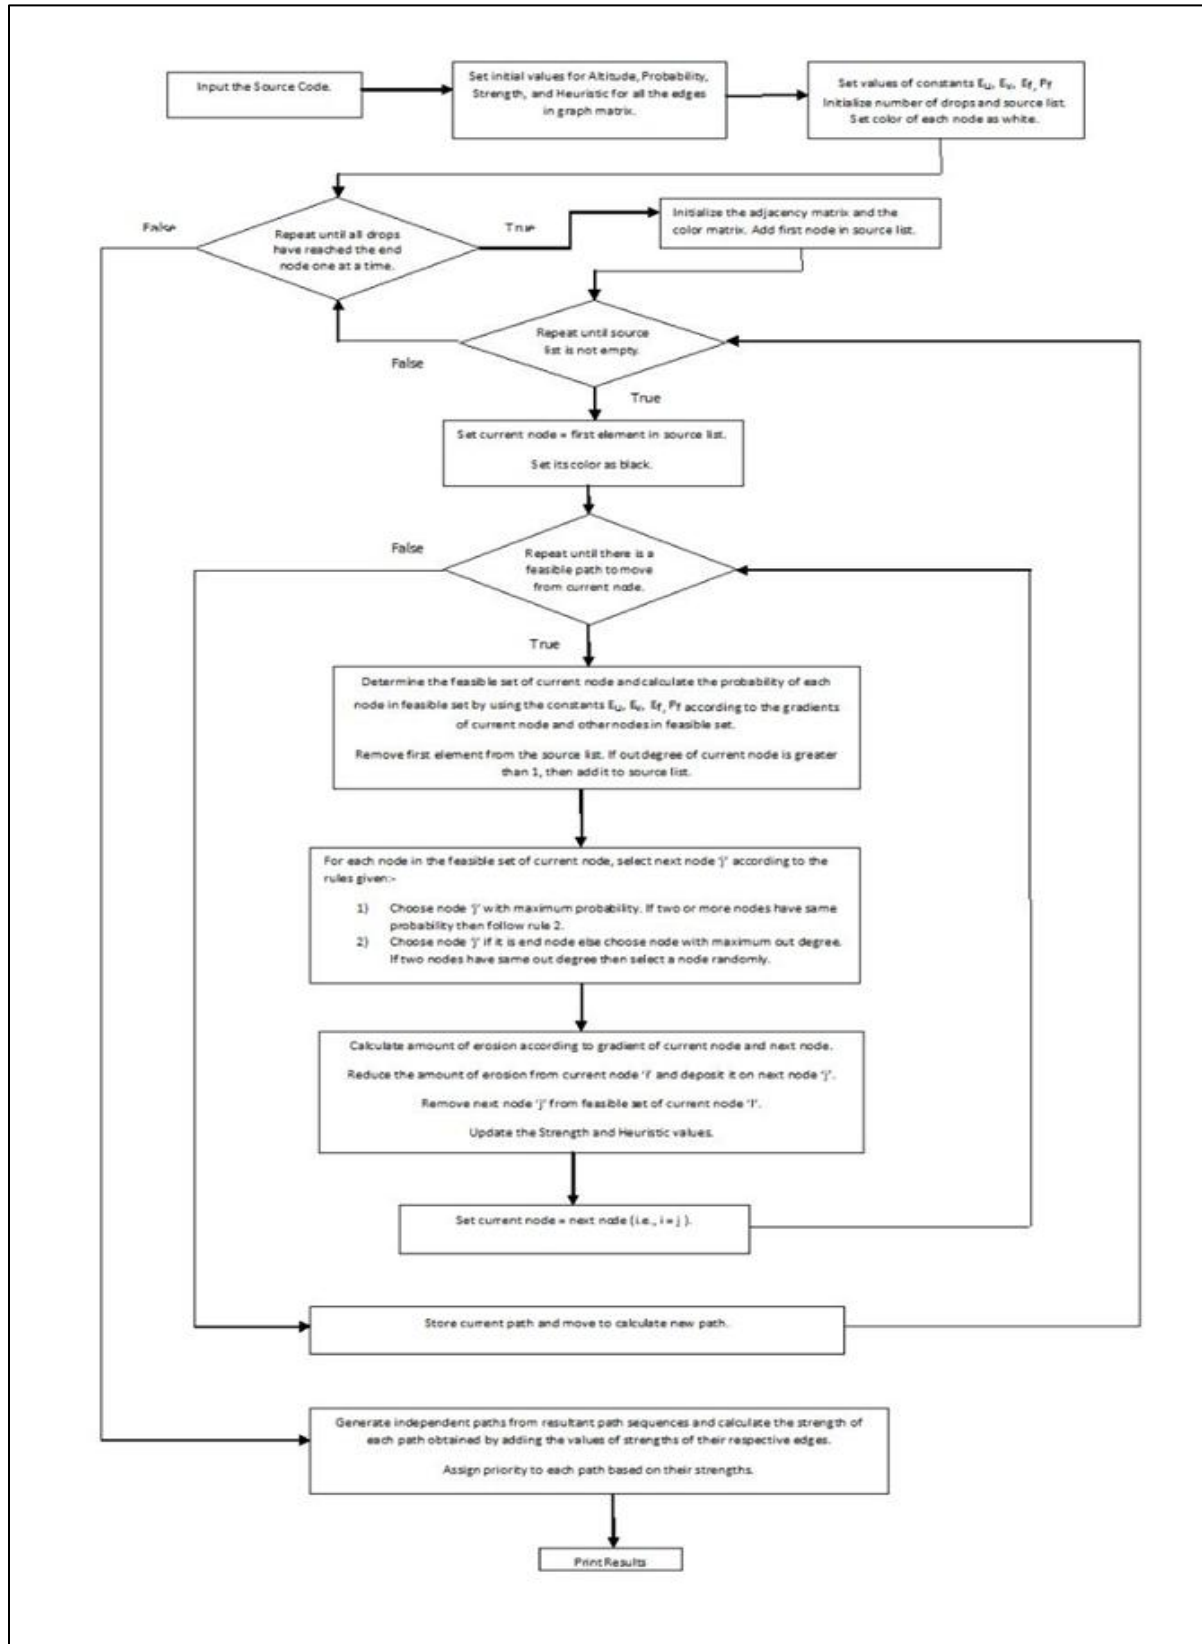 Input the Source Code.
Set initial values for Altitude, Probability,
Strength, and Heuristic for all the edges
in graph matrix.
Set values of constants Eu, Ev, Ef, Pf
Initialize number of drops and source list.
Set color of each node as white.
False
Repeat until all drops
have reached the end
node one at a time.
True
Initialize the adjacency matrix and the
color matrix. Add first node in source list.
Repeat until source
list is not empty.
False
True
Set current node = first element in source list.
Set its color as black.
False
Repeat until there is a
feasible path to move
from current node.
True
Determine the feasible set of current node and calculate the probability of each
node in feasible set by using the constants Eu, Ev, Ef, Pf according to the gradients
of current node and other nodes in feasible set.
Remove first element from the source list. If out degree of current node is greater
than 1, then add it to source list.
For each node in the feasible set of current node, select next node 'j' according to the
rules given:-
1) Choose node 'j' with maximum probability. If two or more nodes have same
probability then follow rule 2.
2) Choose node 'j' if it is end node else choose node with maximum out degree.
If two nodes have same out degree then select a node randomly.
Calculate amount of erosion according to gradient of current node and next node.
Reduce the amount of erosion from current node 'i' and deposit it on next node 'j'.
Remove next node 'j' from feasible set of current node 'I'.
Update the Strength and Heuristic values.
Set current node = next node (i.e., i = j ).
Store current path and move to calculate new path.
Generate independent paths from resultant path sequences and calculate the strength of
each path obtained by adding the values of strengths of their respective edges.
Assign priority to each path based on their strengths.
Print Results